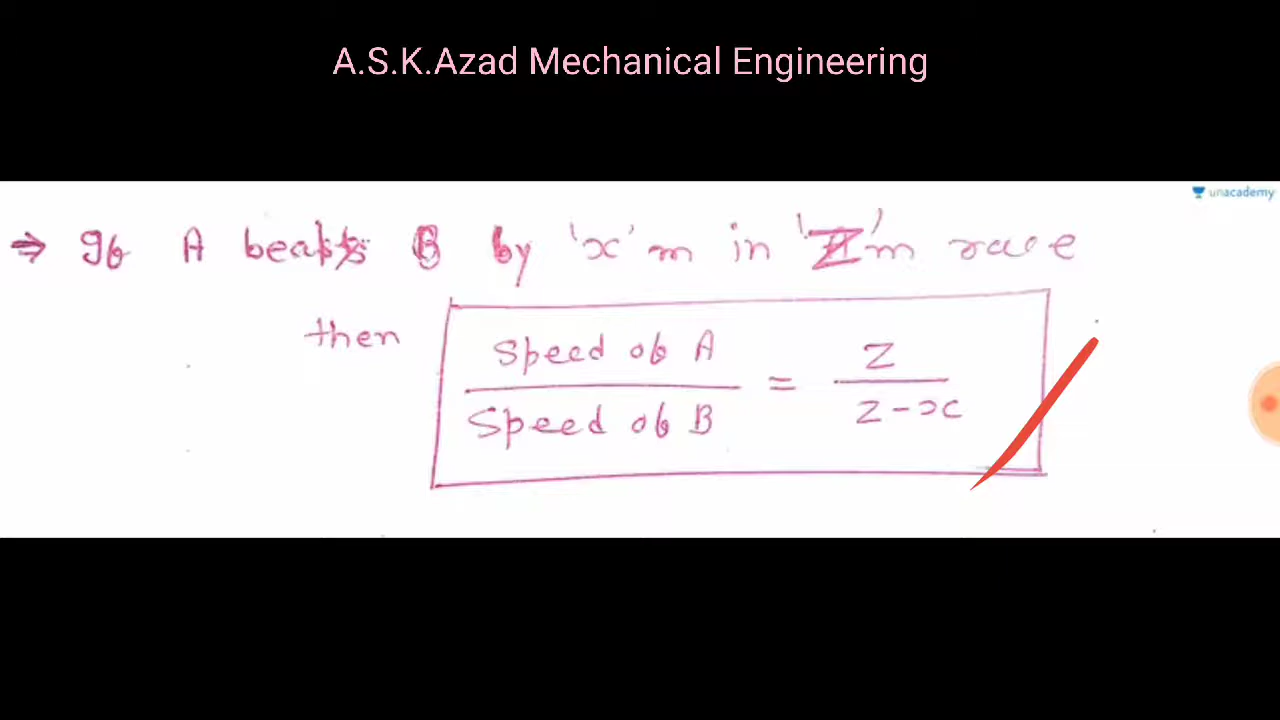 A.S.K.Azad Mechanical Engineering
unacademy
⇒ If A beats B by 'x' m in 'Z' m race
then Speed of A / Speed of B = Z / Z - x